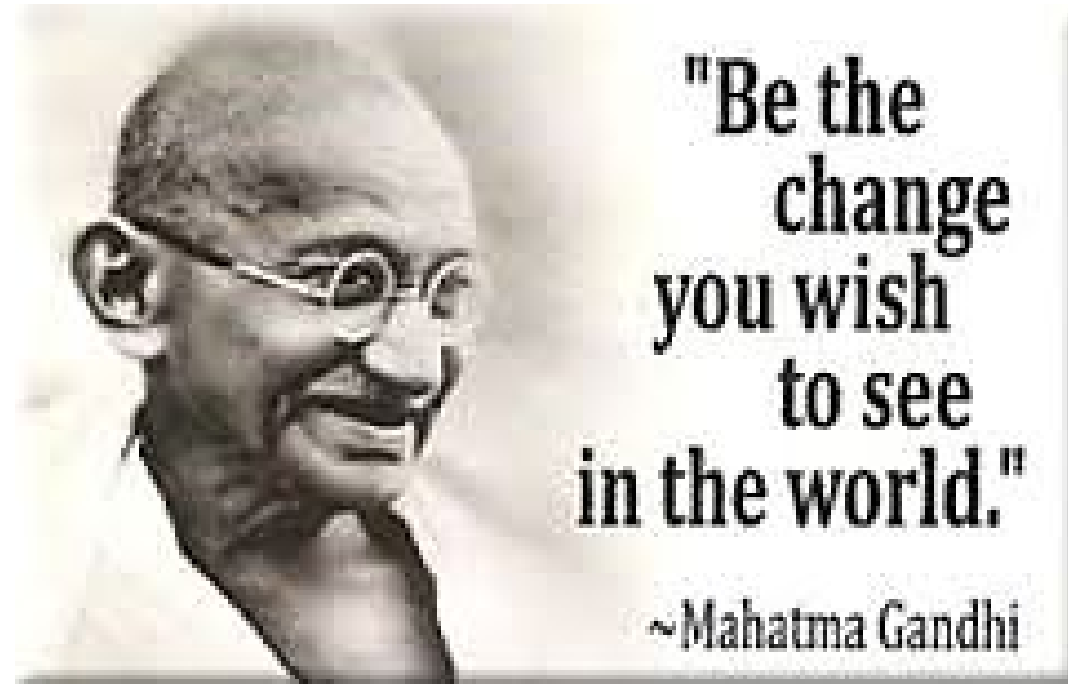 "Be the
change
you wish
to see
in the world."
~Mahatma Gandhi